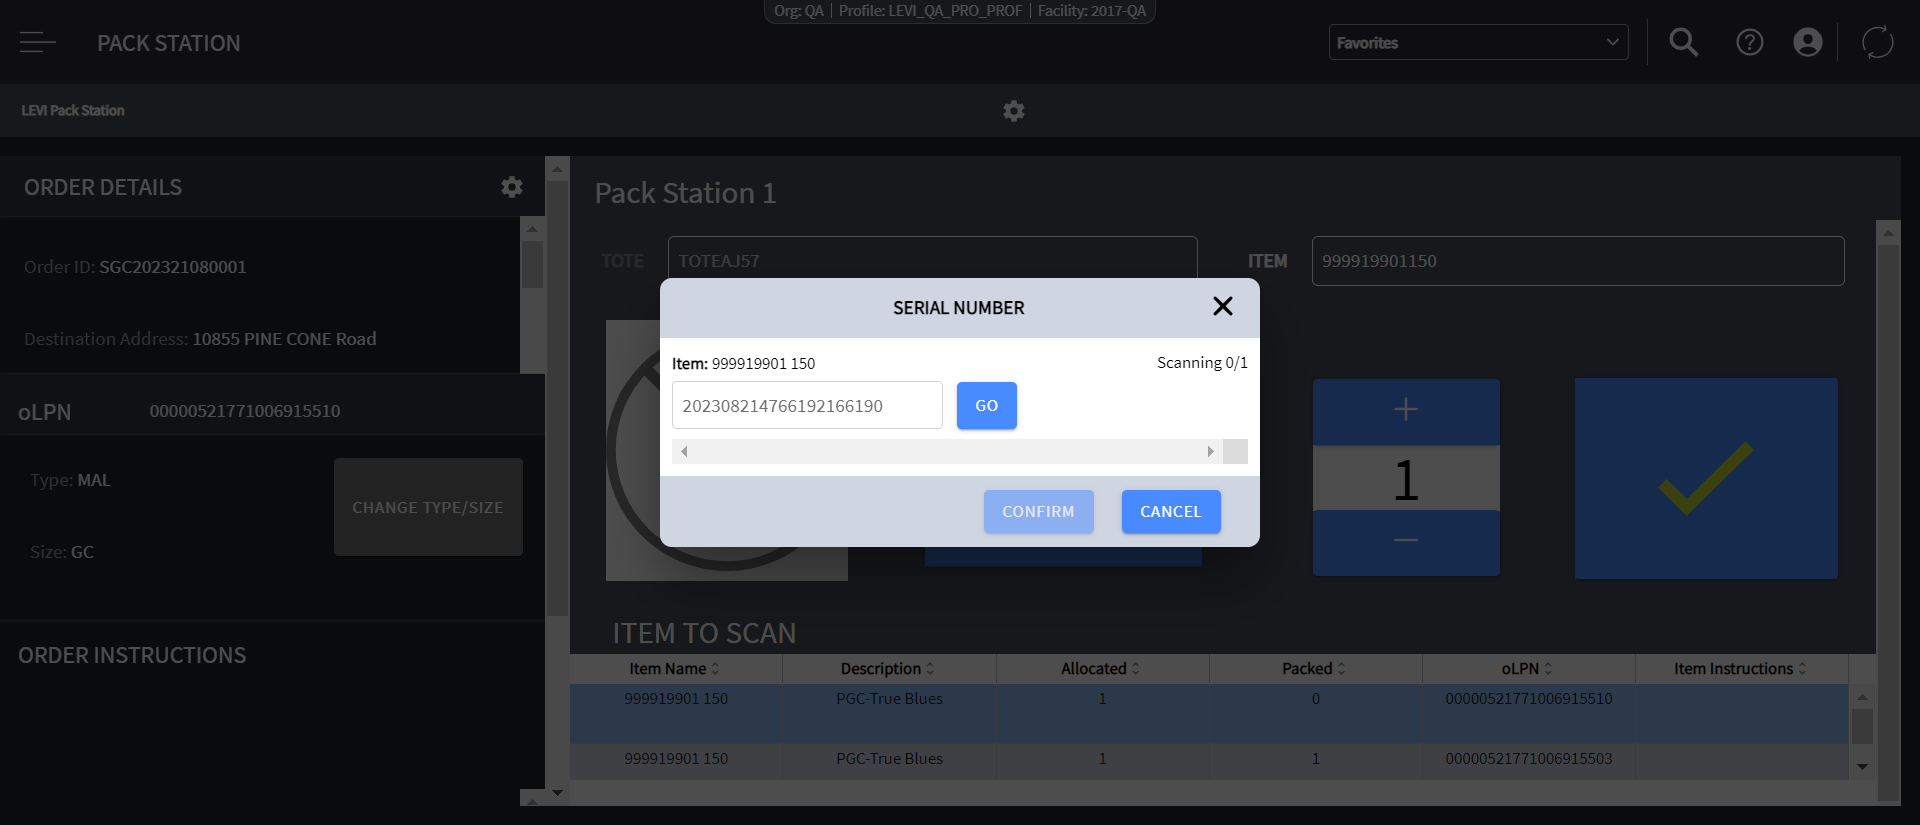 Org: QA | Profile: LEVI_QA_PRO_PROF | Facility: 2017-QA
PACK STATION
Favorites
LEVI Pack Station
ORDER DETAILS
Order ID: SGC202321080001
Destination Address: 10855 PINE CONE Road
oLPN 00000521771006915510
Type: MAL
CHANGE TYPE/SIZE
Size: GC
ORDER INSTRUCTIONS
Pack Station 1
TOTE TOTEAJ57 ITEM 999919901150
SERIAL NUMBER
Item: 999919901 150 Scanning 0/1
202308214766192166190 GO
CONFIRM CANCEL
1
ITEM TO SCAN
Item Name Description Allocated Packed oLPN Item Instructions
999919901 150 PGC-True Blues 1 0 00000521771006915510
999919901 150 PGC-True Blues 1 1 00000521771006915503